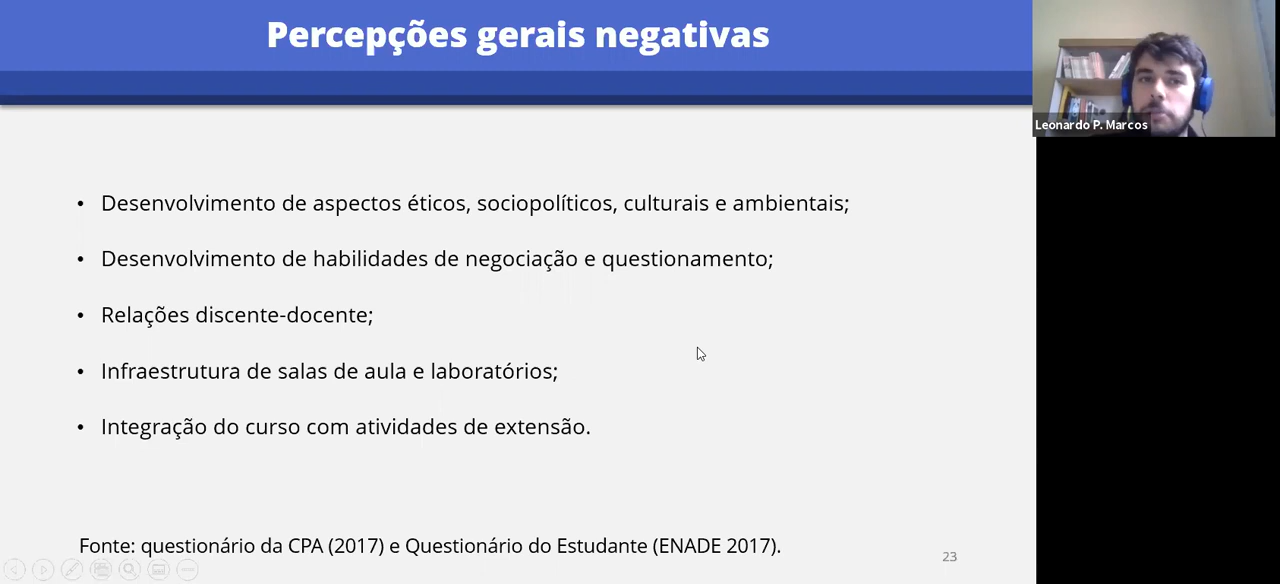 Percepções gerais negativas
Leonardo P. Marcos
• Desenvolvimento de aspectos éticos, sociopolíticos, culturais e ambientais;
• Desenvolvimento de habilidades de negociação e questionamento;
• Relações discente-docente;
• Infraestrutura de salas de aula e laboratórios;
• Integração do curso com atividades de extensão.
Fonte: questionário da CPA (2017) e Questionário do Estudante (ENADE 2017).
23